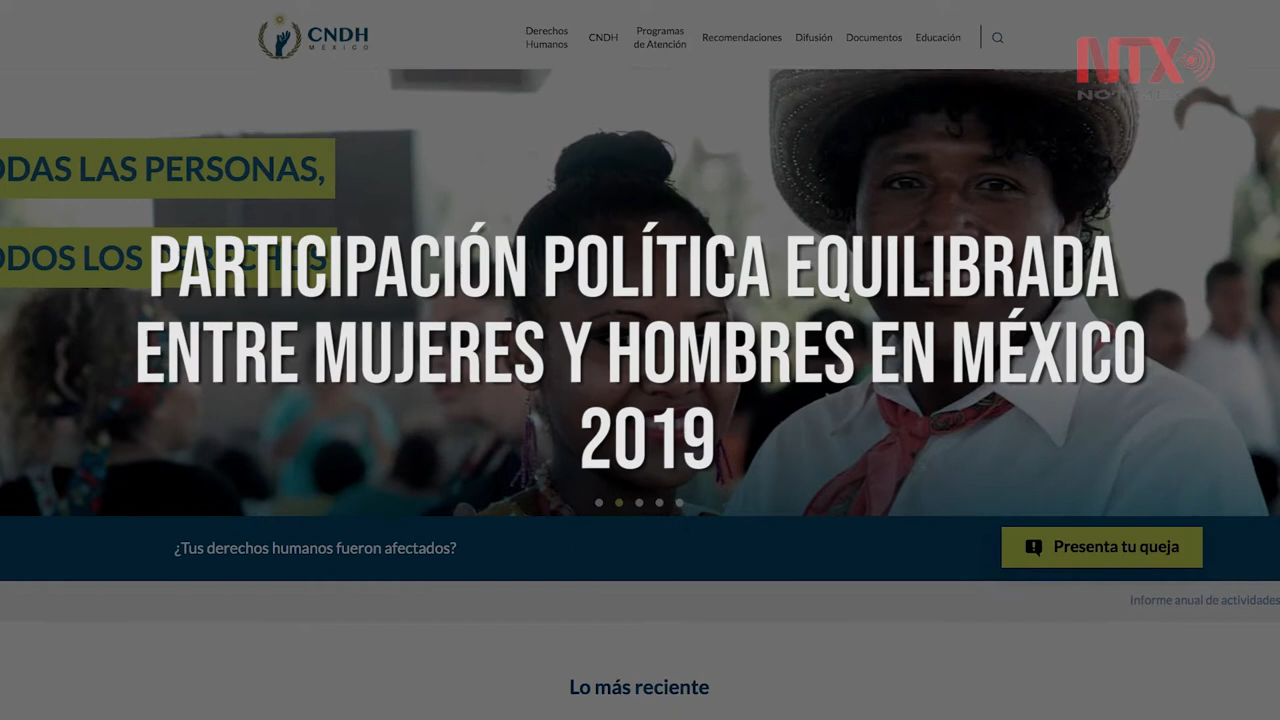 CNDH
MÉXICO
Derechos
Humanos
CNDH
Programas
de Atención
Recomendaciones
Difusión
Documentos
Educación
NTX
ODAS LAS PERSONAS,
ODOS LOS
PARTICIPACIÓN POLÍTICA EQUILIBRADA
ENTRE MUJERES Y HOMBRES EN MÉXICO
2019
¿Tus derechos humanos fueron afectados?
Presenta tu queja
Informe anual de actividades
Lo más reciente